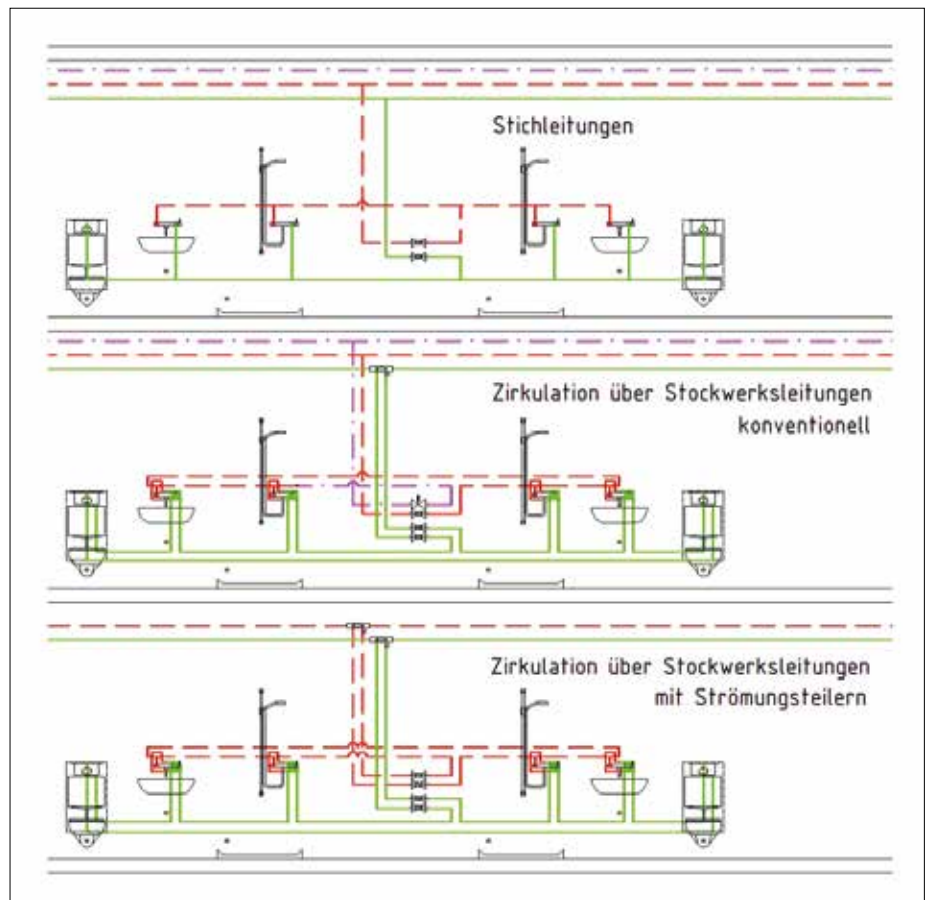 Stichleitungen
Zirkulation über Stockwerksleitungen
konventionell
Zirkulation über Stockwerksleitungen
mit Strömungsteilern